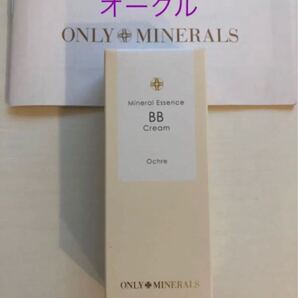 オークル
ONLY MINERALS
Mineral Essence
BB
Cream
Ochre
ONLY MINERALS